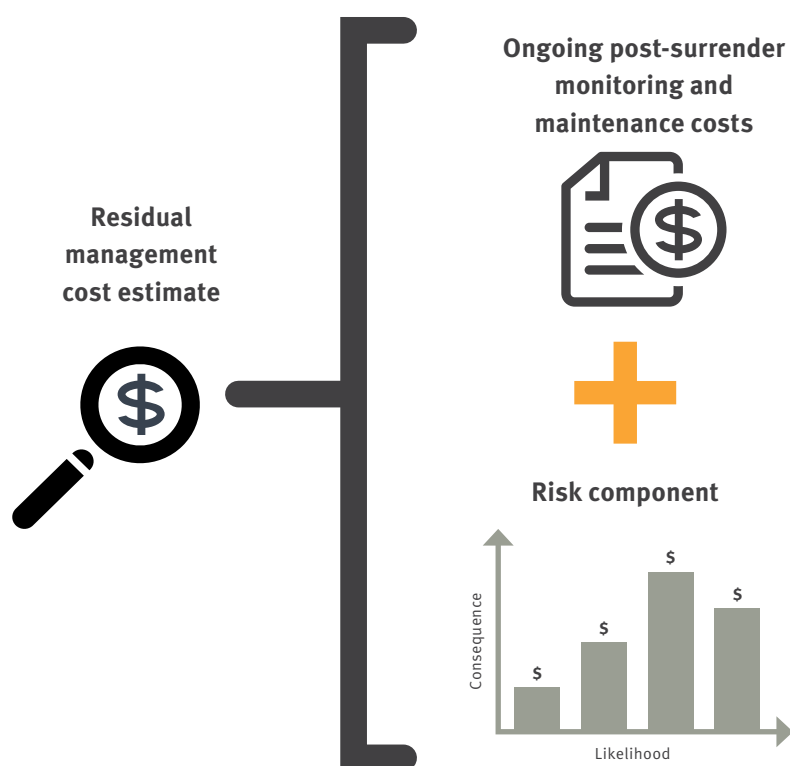 Residual
management
cost estimate
$
Ongoing post-surrender
monitoring and
maintenance costs
$
Risk component
Consequence
$
$
$
$
Likelihood